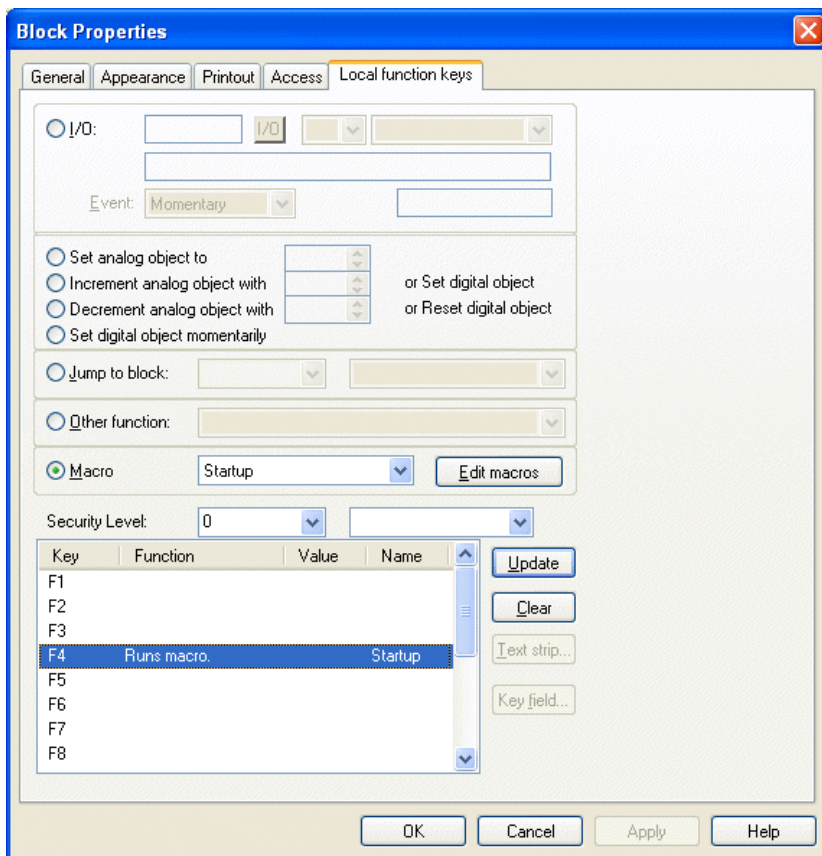 Block Properties
General Appearance Printout Access Local function keys
I/O: I/O
Event: Momentary
Set analog object to
Increment analog object with or Set digital object
Decrement analog object with or Reset digital object
Set digital object momentarily
Jump to block:
Other function:
Macro Startup Edit macros
Security Level: 0
Key Function Value Name Update
F1
F2 Clear
F3
F4 Runs macro. Startup Text strip...
F5
F6 Key field...
F7
F8
OK Cancel Apply Help